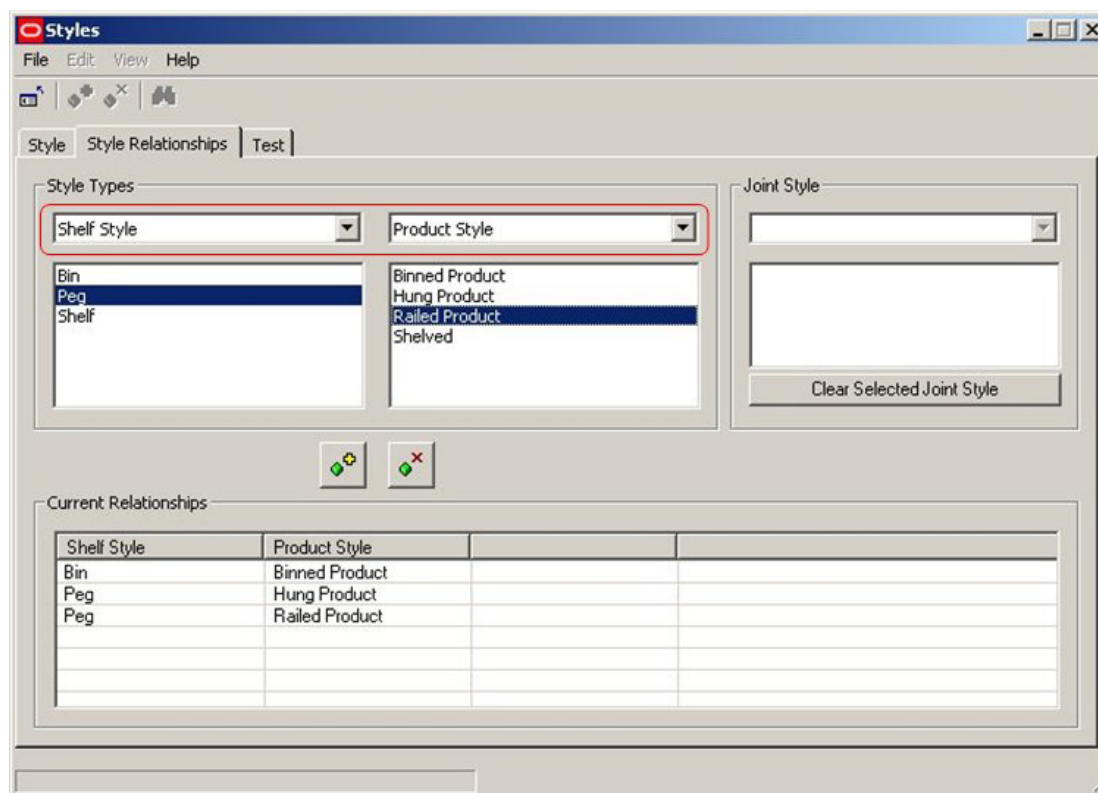 Styles
File Edit View Help
Style Style Relationships Test
Style Types Joint Style
Shelf Style Product Style
Bin Binned Product
Peg Hung Product
Shelf Railed Product
Shelved
Clear Selected Joint Style
Current Relationships
Shelf Style Product Style
Bin Binned Product
Peg Hung Product
Peg Railed Product